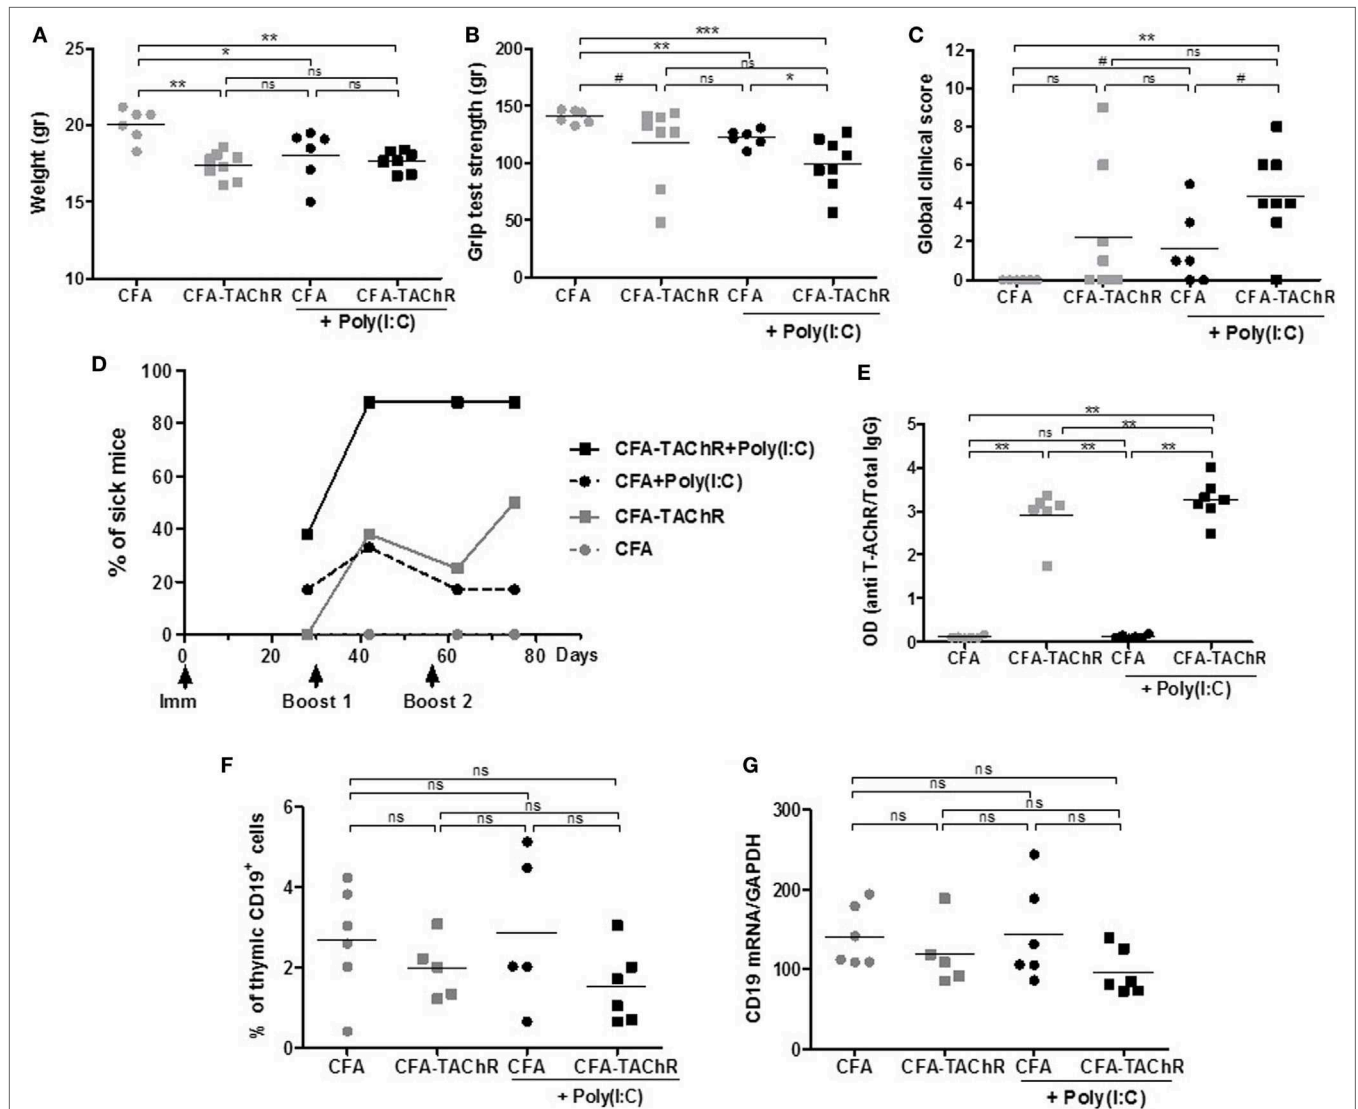 A
Weight (gr)
25
20
15
10
**
*
ns
** ns ns
CFA CFA-TAChR CFA CFA-TAChR
+ Poly(I:C)
B
Grip test strength (gr)
200
150
100
50
0
***
**
ns
# ns *
CFA CFA-TAChR CFA CFA-TAChR
+ Poly(I:C)
C
Global clinical score
12
10
8
6
4
2
0
**
ns
#
ns ns #
CFA CFA-TAChR CFA CFA-TAChR
+ Poly(I:C)
D
% of sick mice
100
80
60
40
20
0
0 20 40 60 80 Days
Imm Boost 1 Boost 2
CFA-TAChR+Poly(I:C)
CFA+Poly(I:C)
CFA-TAChR
CFA
E
OD (anti T-AChR/Total IgG)
5
4
3
2
1
0
**
**
ns
** ** **
CFA CFA-TAChR CFA CFA-TAChR
+ Poly(I:C)
F
% of thymic CD19+ cells
6
4
2
0
ns
ns
ns
ns ns ns
CFA CFA-TAChR CFA CFA-TAChR
+ Poly(I:C)
G
CD19 mRNA/GAPDH
300
200
100
0
ns
ns
ns
ns ns ns
CFA CFA-TAChR CFA CFA-TAChR
+ Poly(I:C)